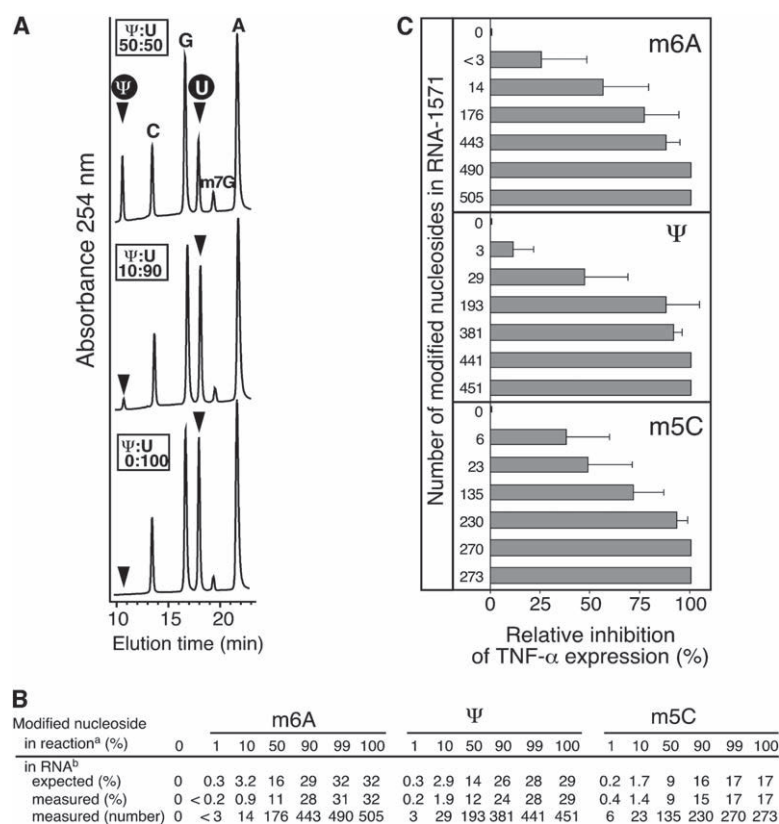 A
Ψ:U
50:50
Ψ
C
G
U
m7G
A
Ψ:U
10:90
Ψ:U
0:100
Absorbance 254 nm
10 15 20
Elution time (min)
C
Number of modified nucleosides in RNA-1571
m6A
0
<3
14
176
443
490
505
Ψ
0
3
29
193
381
441
451
m5C
0
6
23
135
230
270
273
0 25 50 75 100
Relative inhibition
of TNF-α expression (%)
B
Modified nucleoside m6A Ψ m5C
in reactionᵃ (%) 0 1 10 50 90 99 100 1 10 50 90 99 100 1 10 50 90 99 100
in RNAᵇ
expected (%) 0 0.3 3.2 16 29 32 32 0.3 2.9 14 26 28 29 0.2 1.7 9 16 17 17
measured (%) 0 <0.2 0.9 11 28 31 32 0.2 1.9 12 24 28 29 0.4 1.4 9 15 17 17
measured (number) 0 <3 14 176 443 490 505 3 29 193 381 441 451 6 23 135 230 270 273